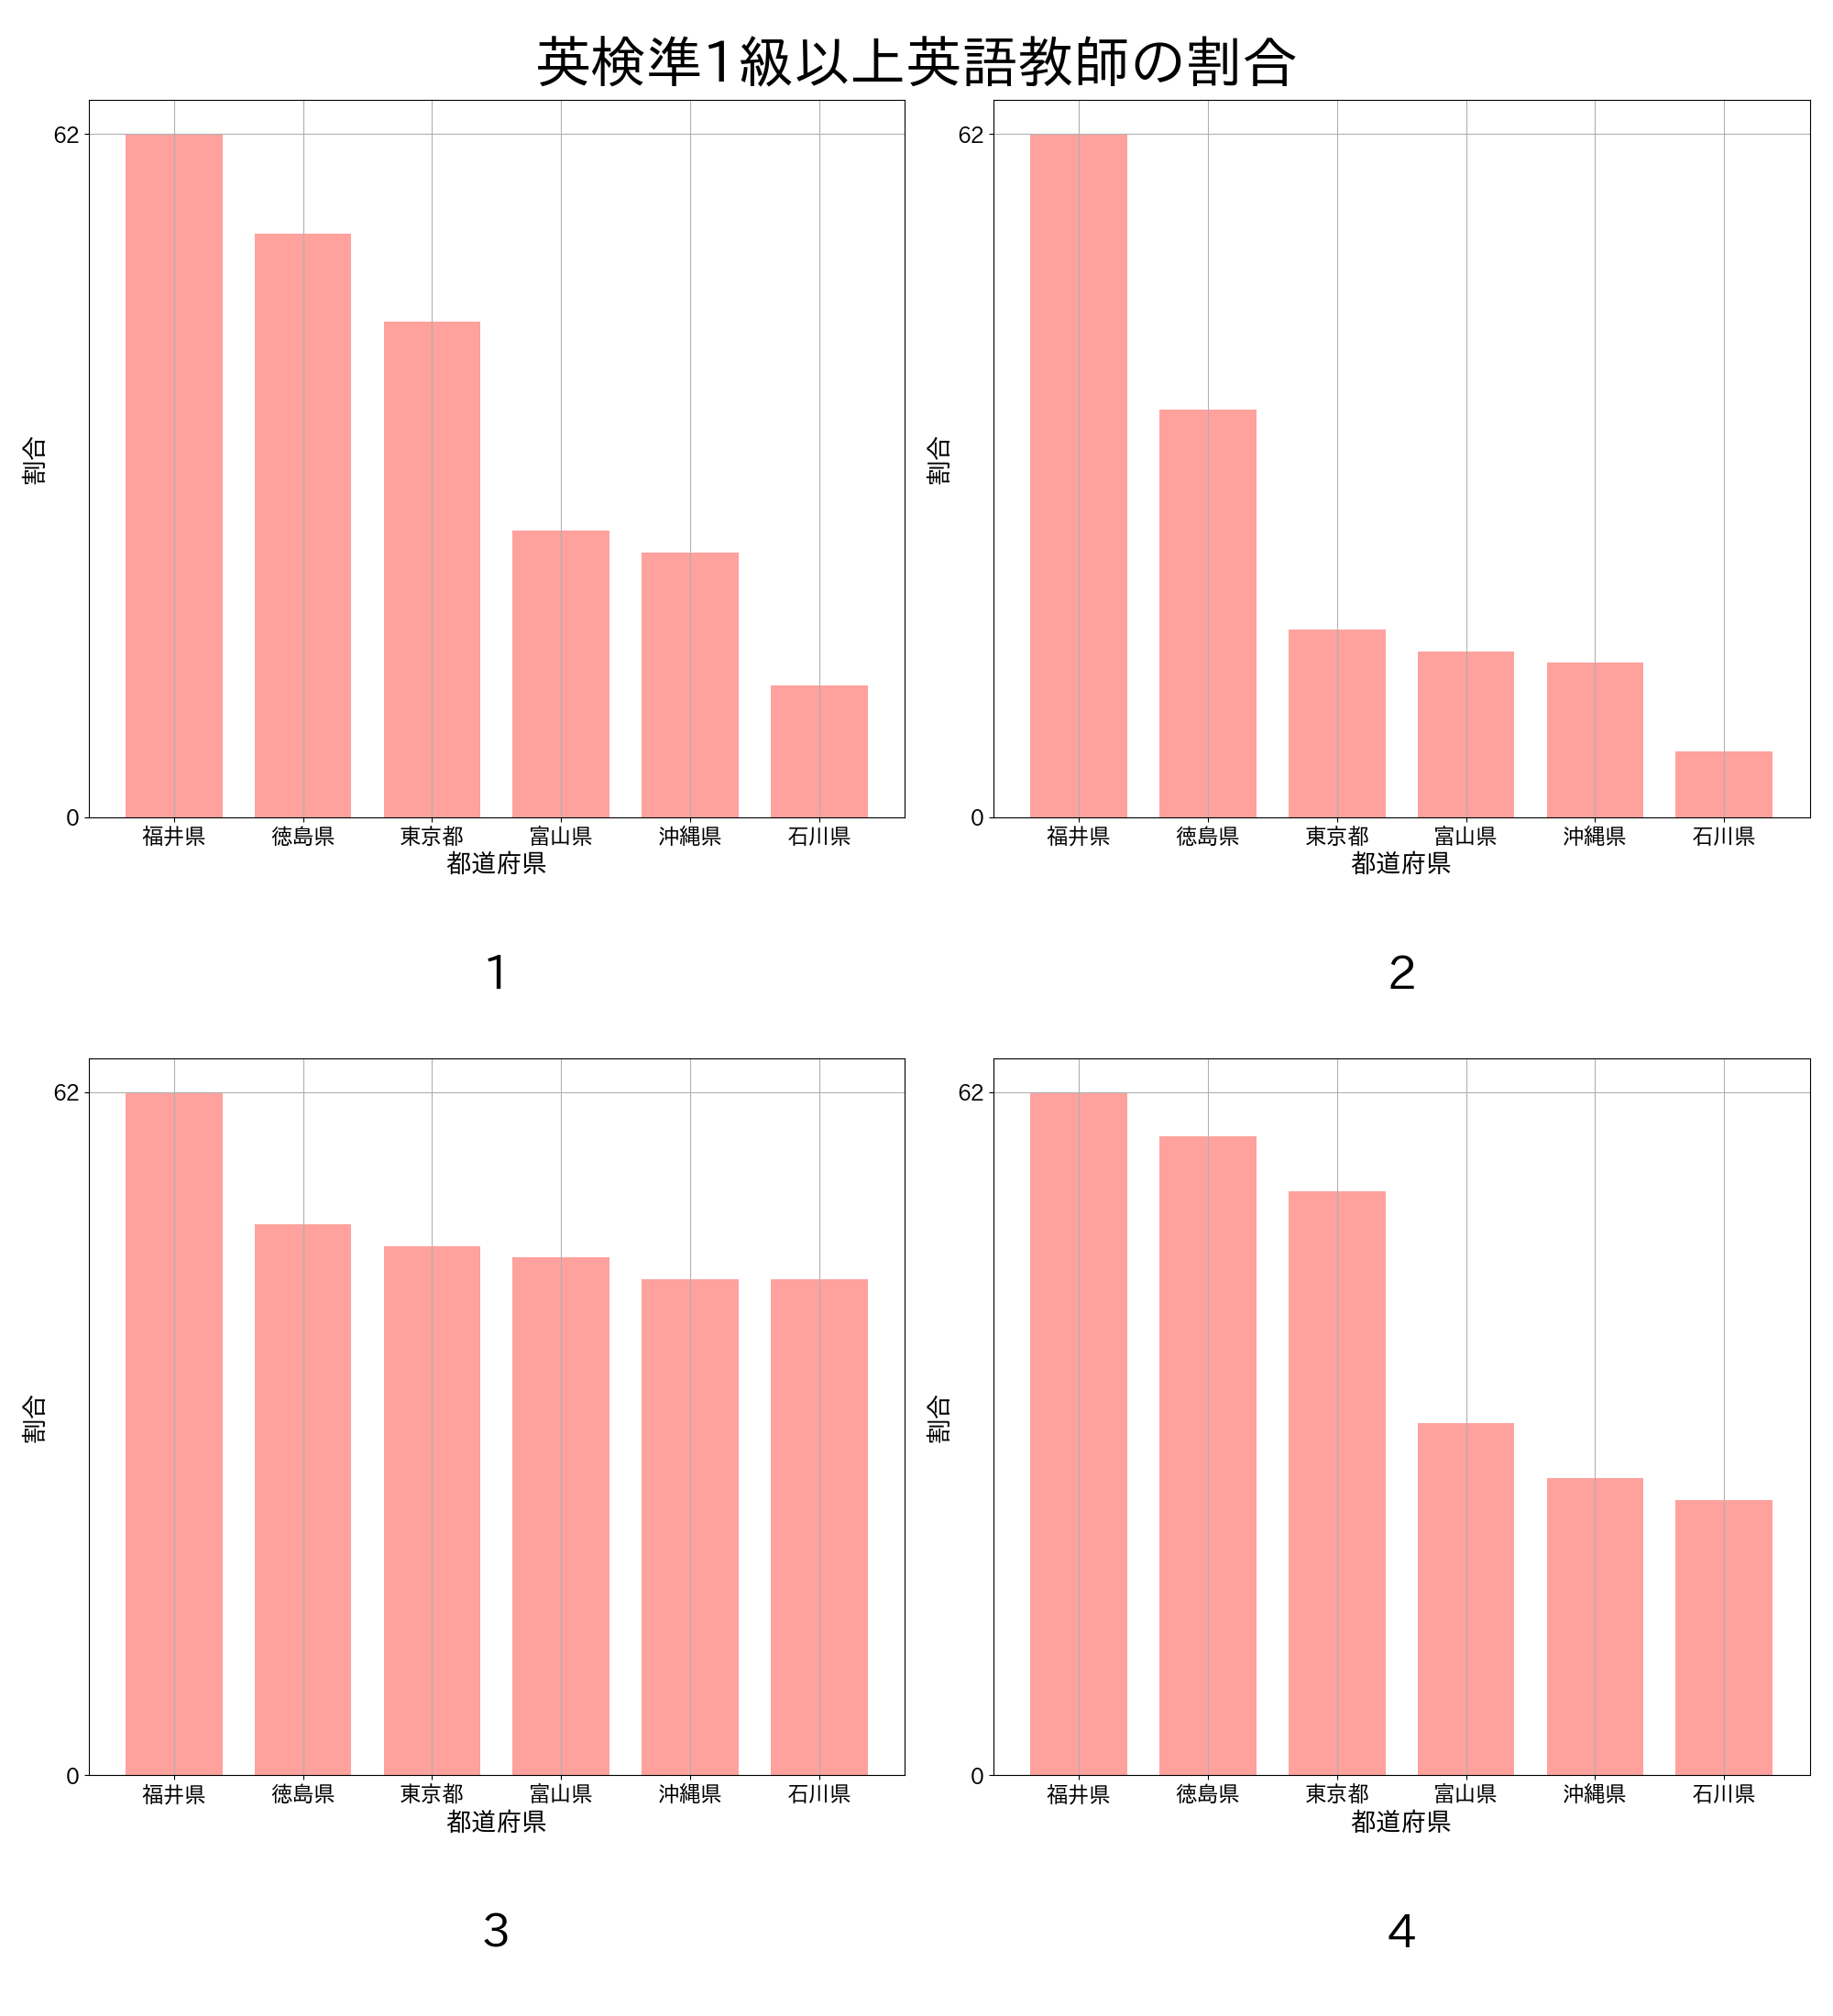 英検準1級以上英語教師の割合
62
0
割合
福井県 徳島県 東京都 富山県 沖縄県 石川県
都道府県
1
62
0
割合
福井県 徳島県 東京都 富山県 沖縄県 石川県
都道府県
2
62
0
割合
福井県 徳島県 東京都 富山県 沖縄県 石川県
都道府県
3
62
0
割合
福井県 徳島県 東京都 富山県 沖縄県 石川県
都道府県
4